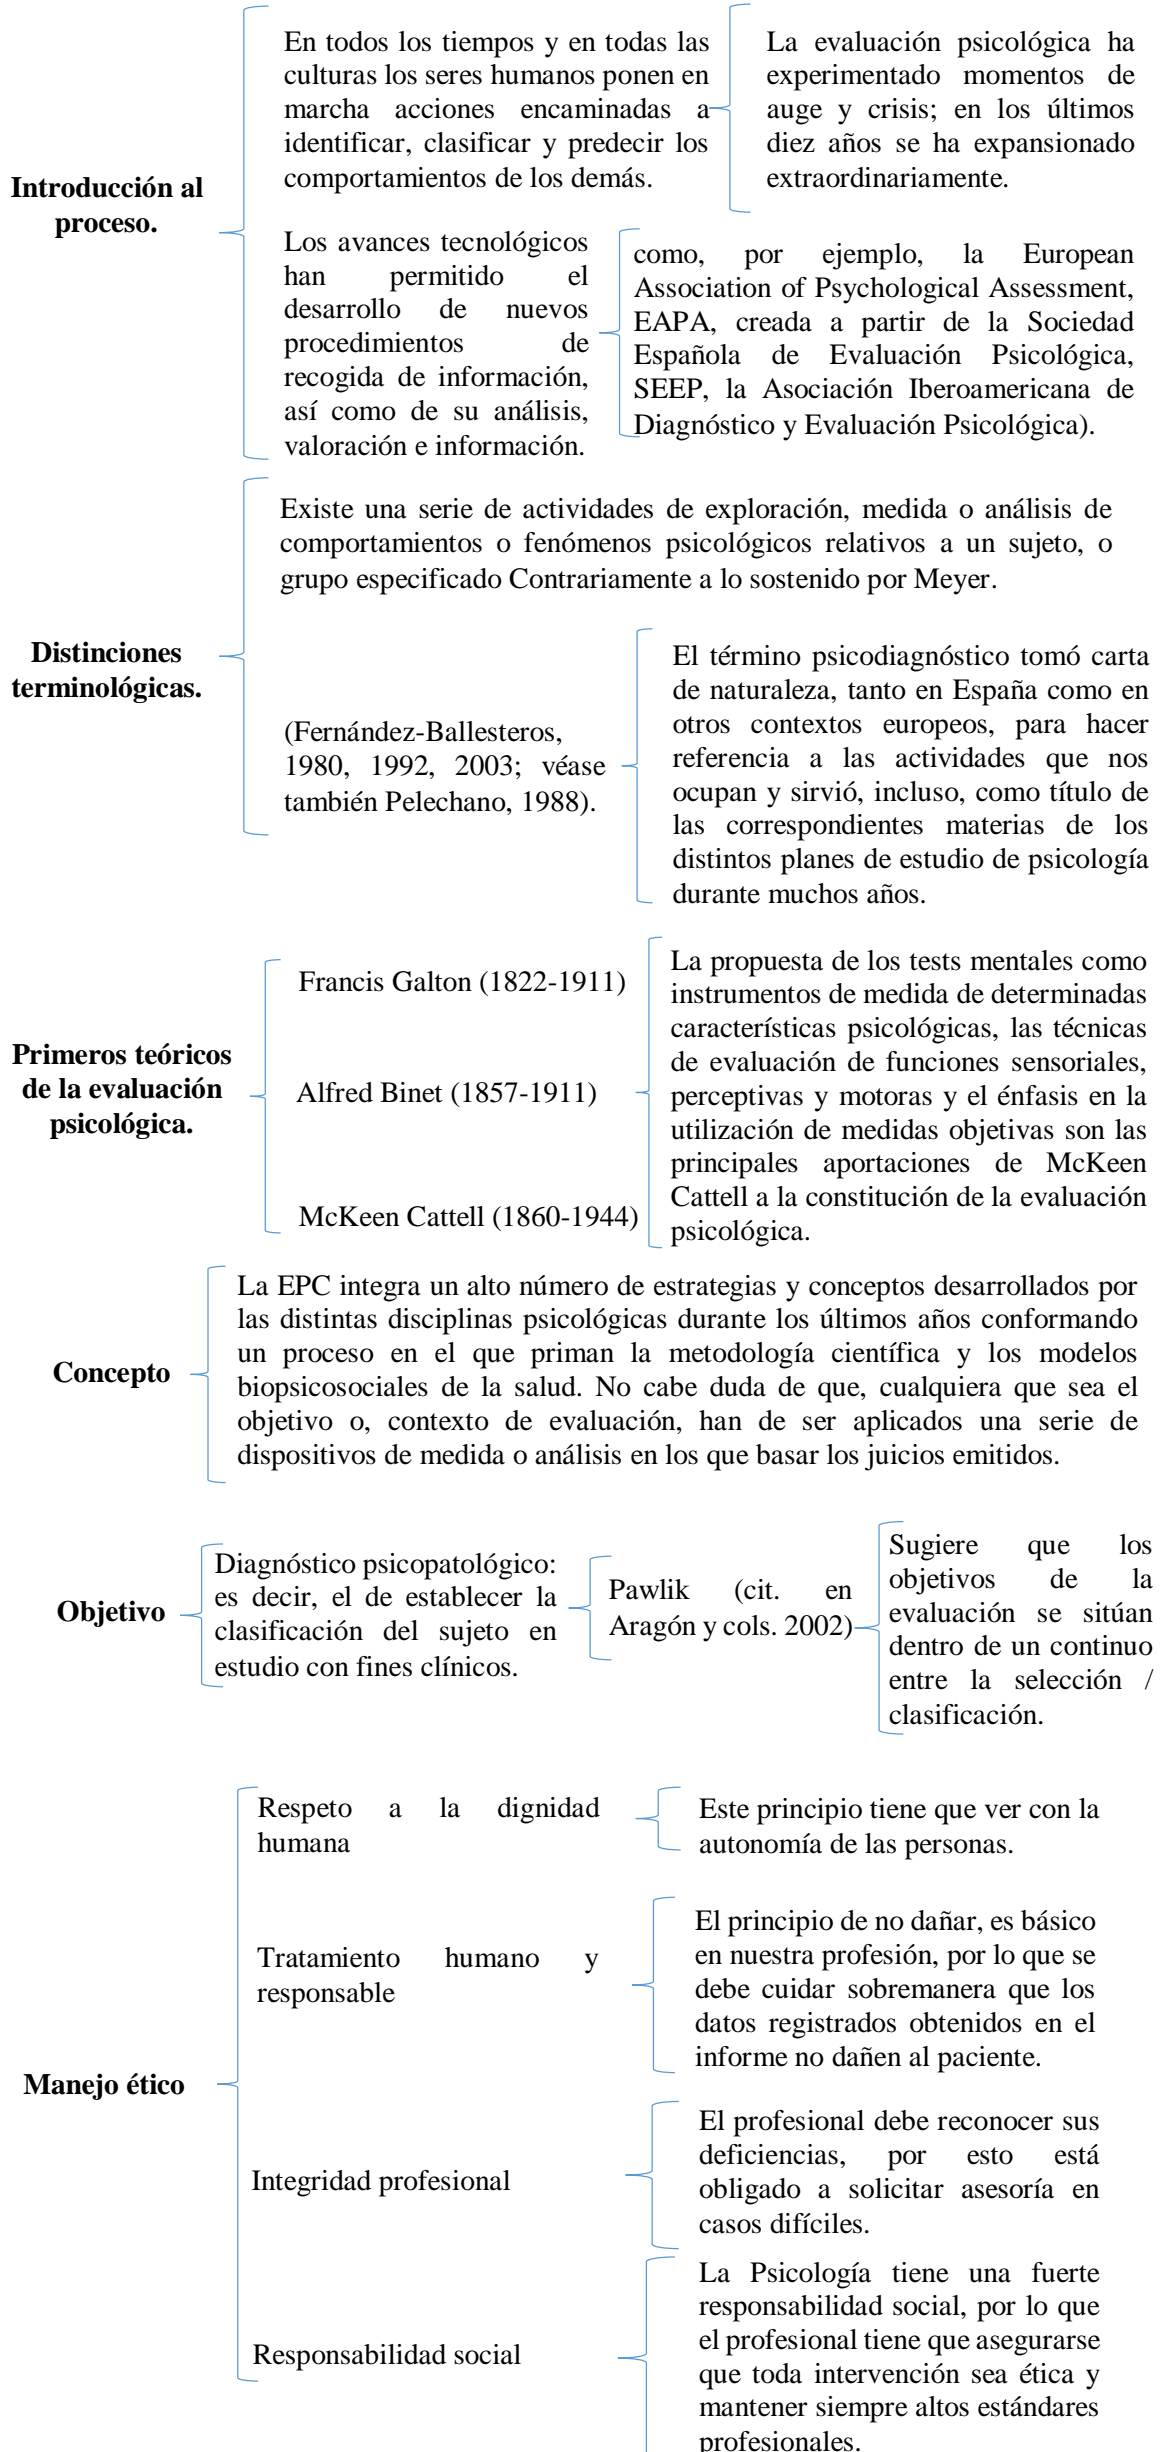 Introducción al
proceso.
En todos los tiempos y en todas las
culturas los seres humanos ponen en
marcha acciones encaminadas a
identificar, clasificar y predecir los
comportamientos de los demás.
La evaluación psicológica ha
experimentado momentos de
auge y crisis; en los últimos
diez años se ha expansionado
extraordinariamente.
Los avances tecnológicos
han permitido el
desarrollo de nuevos
procedimientos de
recogida de información,
así como de su análisis,
valoración e información.
como, por ejemplo, la European
Association of Psychological Assessment,
EAPA, creada a partir de la Sociedad
Española de Evaluación Psicológica,
SEEP, la Asociación Iberoamericana de
Diagnóstico y Evaluación Psicológica).
Distinciones
terminológicas.
Existe una serie de actividades de exploración, medida o análisis de
comportamientos o fenómenos psicológicos relativos a un sujeto, o
grupo especificado Contrariamente a lo sostenido por Meyer.
(Fernández-Ballesteros,
1980, 1992, 2003; véase
también Pelechano, 1988).
El término psicodiagnóstico tomó carta
de naturaleza, tanto en España como en
otros contextos europeos, para hacer
referencia a las actividades que nos
ocupan y sirvió, incluso, como título de
las correspondientes materias de los
distintos planes de estudio de psicología
durante muchos años.
Primeros teóricos
de la evaluación
psicológica.
Francis Galton (1822-1911)
Alfred Binet (1857-1911)
McKeen Cattell (1860-1944)
La propuesta de los tests mentales como
instrumentos de medida de determinadas
características psicológicas, las técnicas
de evaluación de funciones sensoriales,
perceptivas y motoras y el énfasis en la
utilización de medidas objetivas son las
principales aportaciones de McKeen
Cattell a la constitución de la evaluación
psicológica.
Concepto
La EPC integra un alto número de estrategias y conceptos desarrollados por
las distintas disciplinas psicológicas durante los últimos años conformando
un proceso en el que priman la metodología científica y los modelos
biopsicosociales de la salud. No cabe duda de que, cualquiera que sea el
objetivo o, contexto de evaluación, han de ser aplicados una serie de
dispositivos de medida o análisis en los que basar los juicios emitidos.
Objetivo
Diagnóstico psicopatológico:
es decir, el de establecer la
clasificación del sujeto en
estudio con fines clínicos.
Pawlik (cit. en
Aragón y cols. 2002)
Sugiere que los
objetivos de la
evaluación se sitúan
dentro de un continuo
entre la selección /
clasificación.
Manejo ético
Respeto a la dignidad
humana
Este principio tiene que ver con la
autonomía de las personas.
Tratamiento humano y
responsable
El principio de no dañar, es básico
en nuestra profesión, por lo que se
debe cuidar sobremanera que los
datos registrados obtenidos en el
informe no dañen al paciente.
Integridad profesional
El profesional debe reconocer sus
deficiencias, por esto está
obligado a solicitar asesoría en
casos difíciles.
Responsabilidad social
La Psicología tiene una fuerte
responsabilidad social, por lo que
el profesional tiene que asegurarse
que toda intervención sea ética y
mantener siempre altos estándares
profesionales.